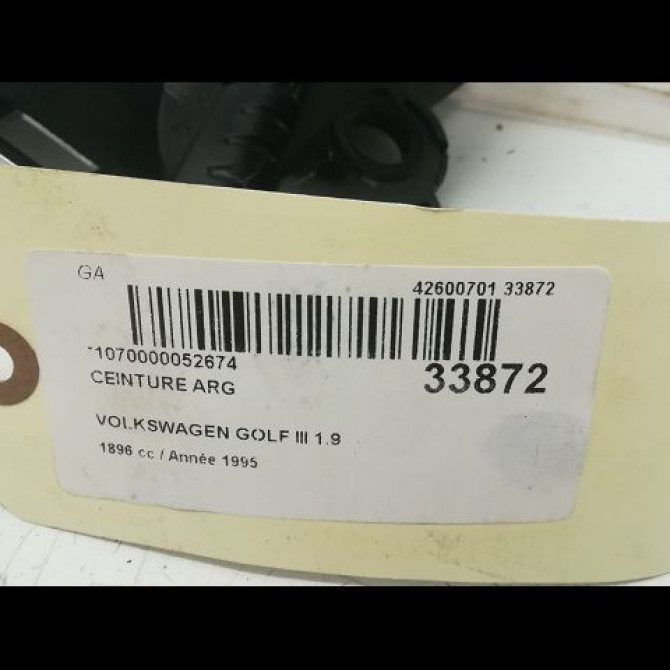 GA
42600701 33872
-1070000052674
33872
CEINTURE ARG
VOLKSWAGEN GOLF III 1.9
1896 cc / Année 1995